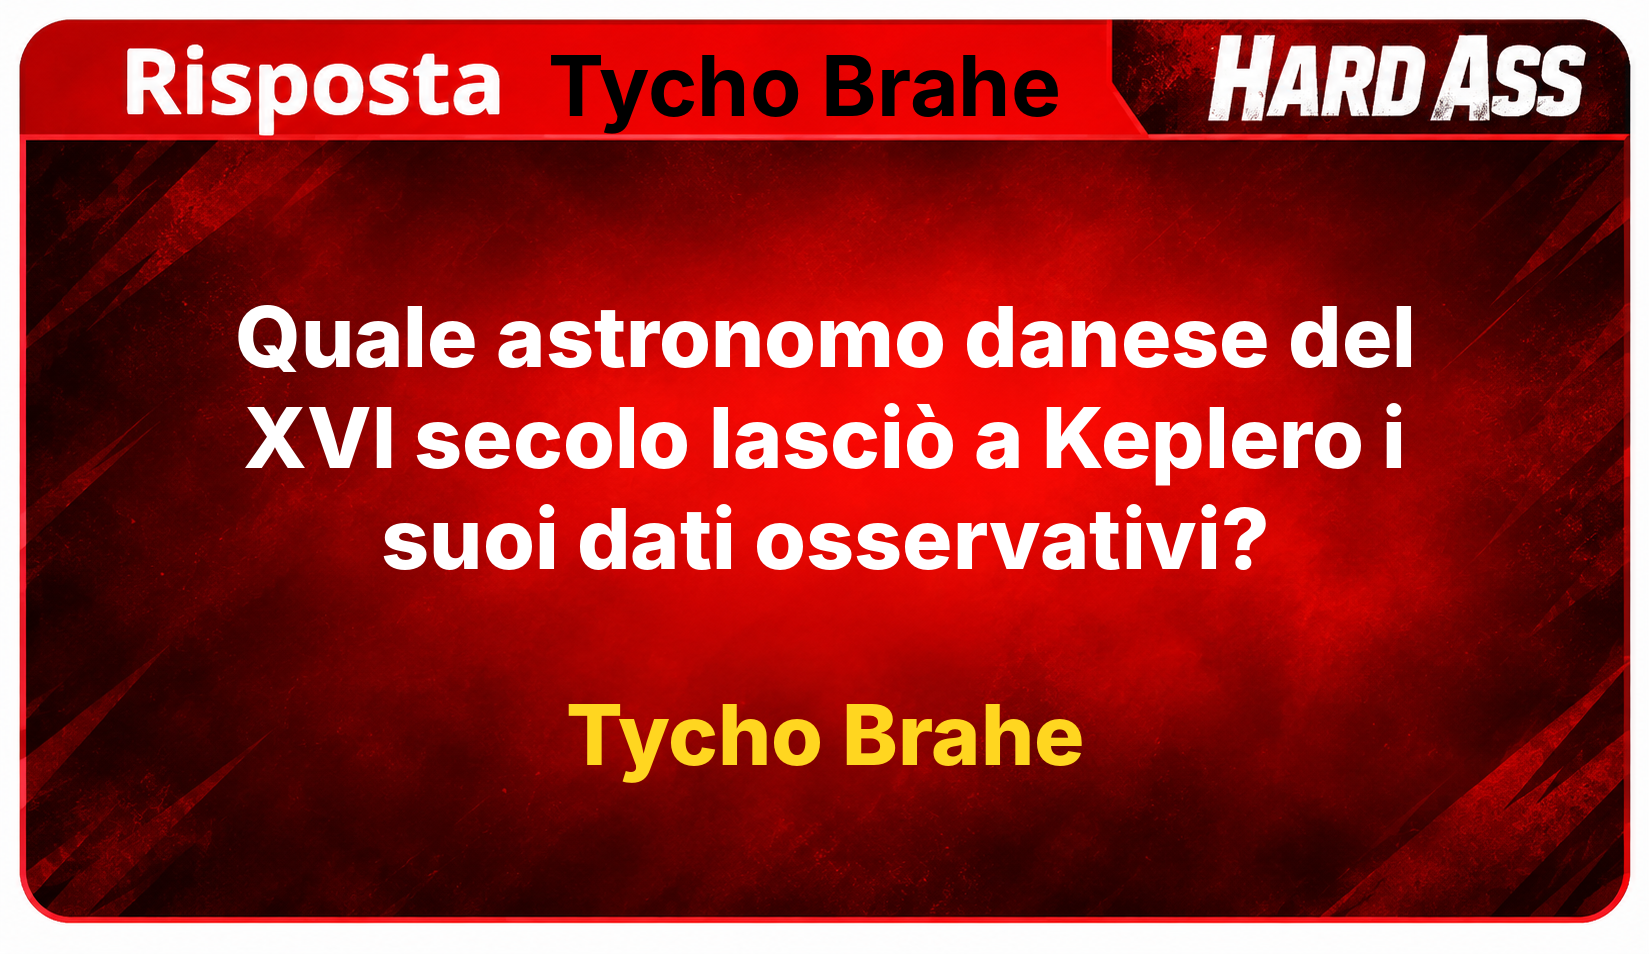 Risposta Tycho Brahe HARD ASS
Quale astronomo danese del
XVI secolo lasciò a Keplero i
suoi dati osservativi?
Tycho Brahe